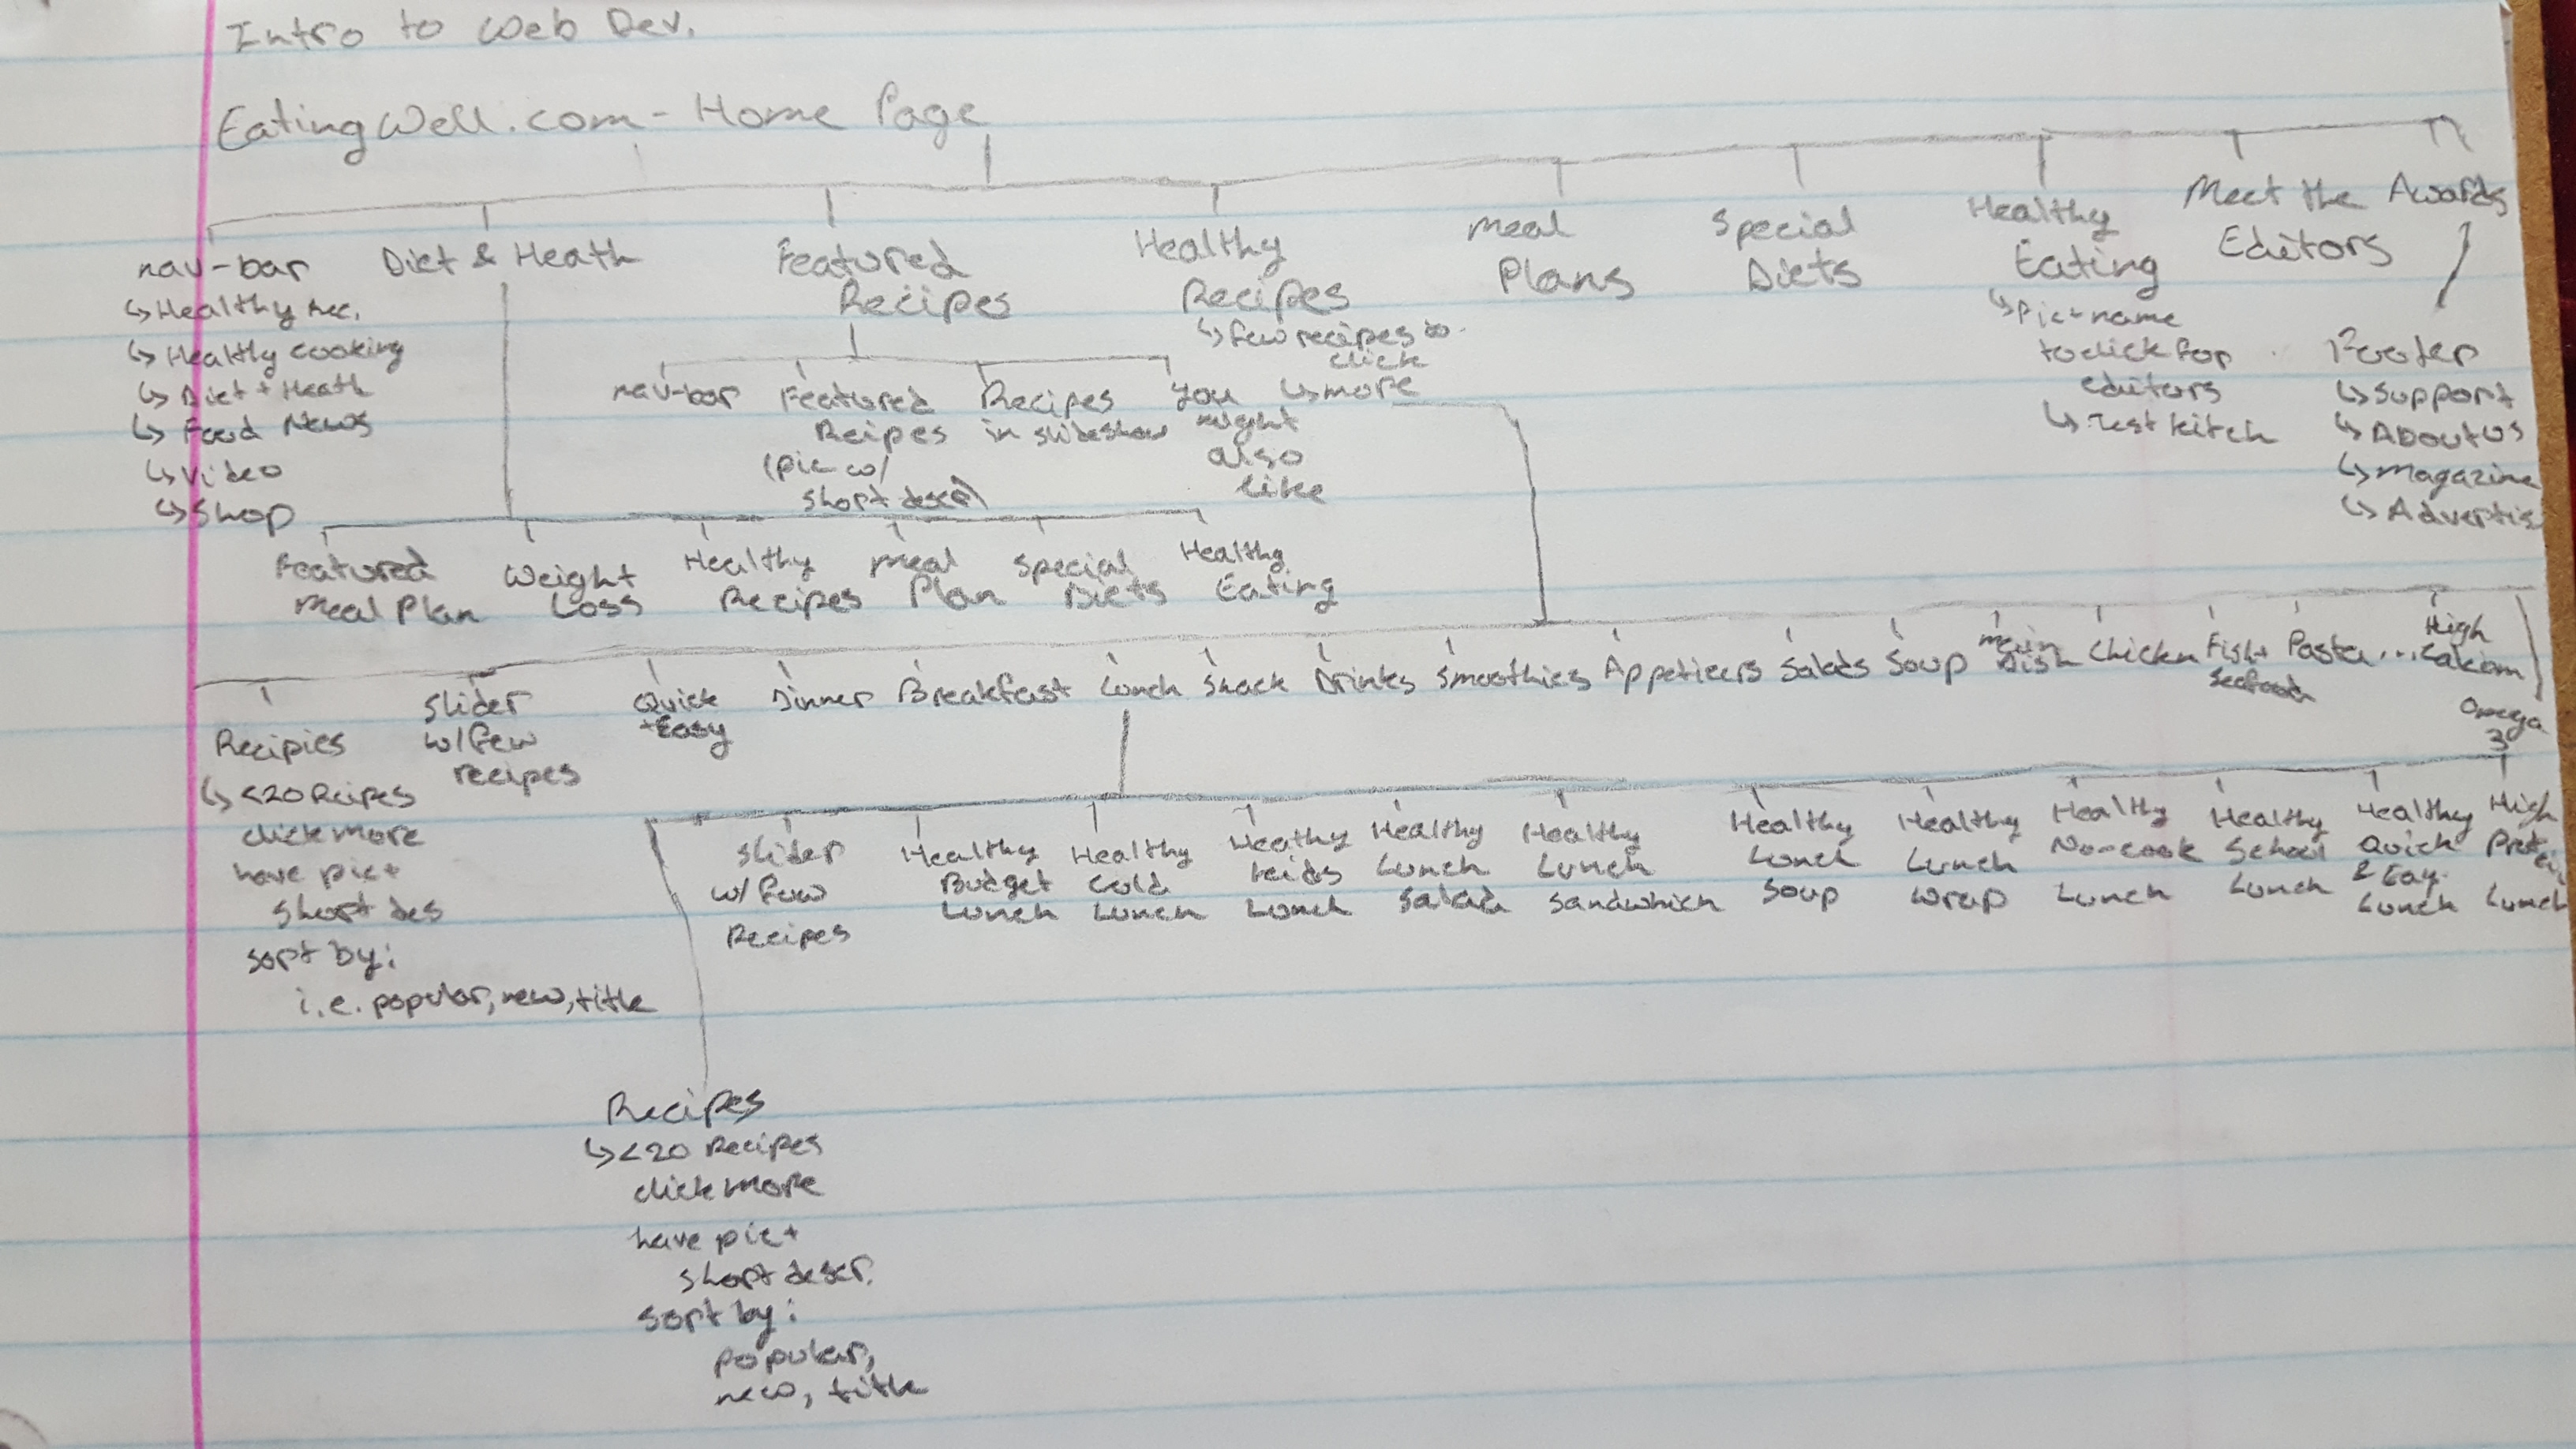 Intro to Web Dev.
EatingWell.com - Home Page
nav-bar
↳ Healthy Rec.
↳ Healthy cooking
↳ Diet + Heath
↳ Food News
↳ Video
↳ Shop
Diet & Heath
Featured
Recipes
Healthy
Recipes
↳ few recipes to
click
↳ more
Meal
Plans
Special
Diets
Healthy
Eating
↳ Pic + name
to click for
editors
↳ Test kitch
Meet the
Editors
Awards
Footer
↳ Support
↳ About Us
↳ Magazine
↳ Advertis
nav-bar
Featured
Reipes
(pic w/
short descr)
Recipes
in slideshow
You
might
also
like
Featured
Meal Plan
Weight
Loss
Healthy
Recipes
Meal
Plan
Special
Diets
Healthy
Eating
Recipies
↳ <20 Reipes
click more
have pic +
short des
sort by:
i.e. popular, new, title
Slider
w/ few
recipes
Quick
+ Easy
Dinner
Breakfast
Lunch
Snack
Drinks
Smoothies
Appetizers
Salads
Soup
Main
Dish
Chicken
Fish +
Seafood
Pasta ...
High
Calcium
Omega
3
Slider
w/ few
Recipes
Healthy
Budget
Lunch
Healthy
Cold
Lunch
Heathy
Kids
Lunch
Healthy
Lunch
Salad
Healthy
Lunch
Sandwhich
Healthy
Lunch
Soup
Healthy
Lunch
Wrap
Healthy
No-cook
Lunch
Healthy
School
Lunch
Healthy
Quick
& Eay
Lunch
High
Protein
Lunch
Recipes
↳ <20 Recipes
click more
have pic +
short descr.
sort by:
popular,
new, title